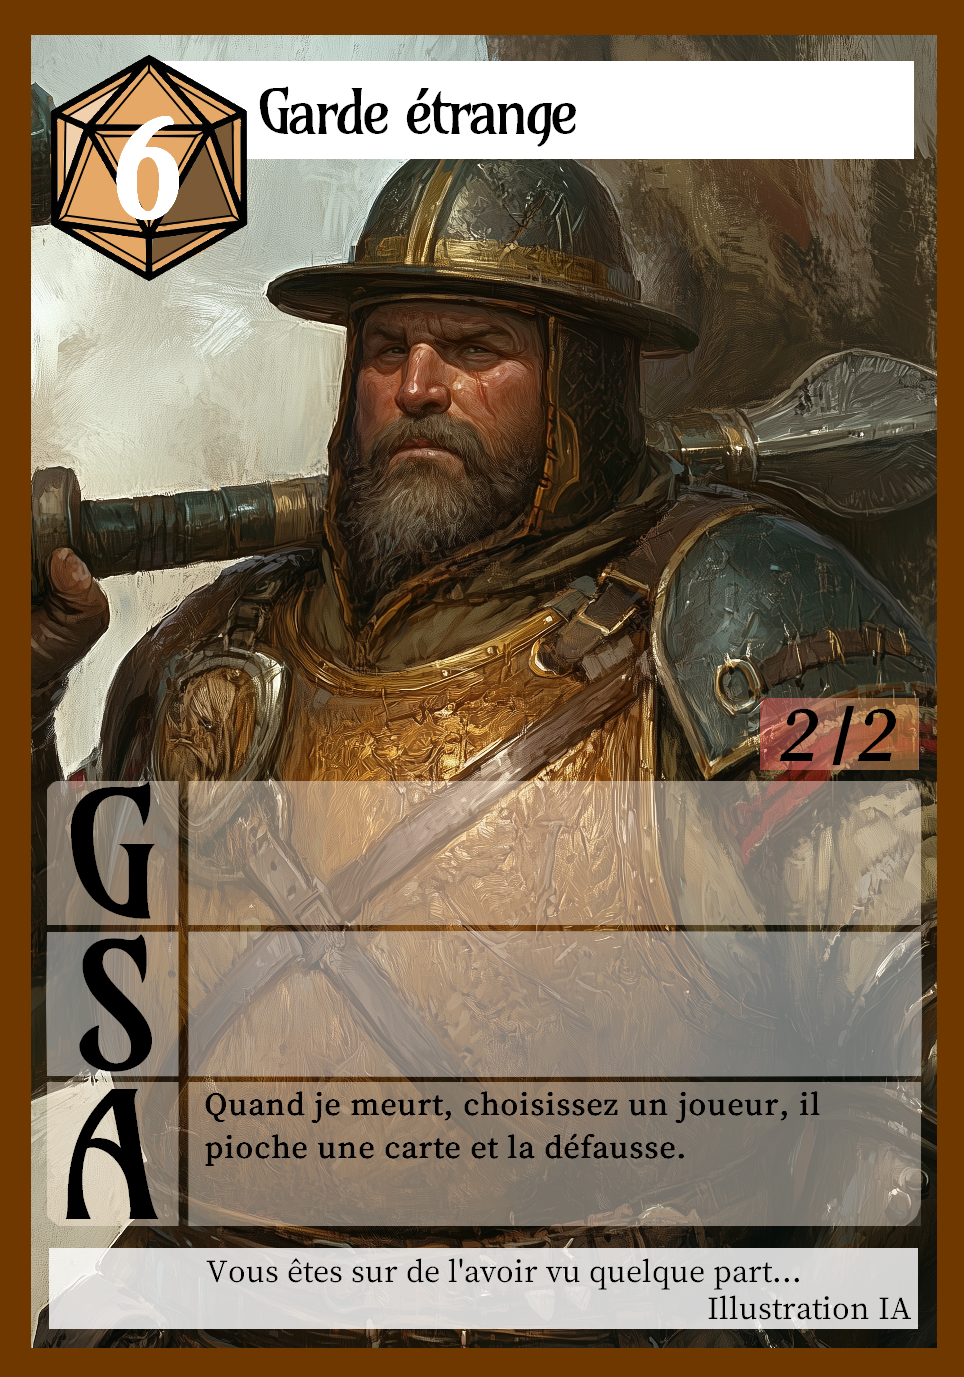 6
Garde étrange
2/2
G
S
A
Quand je meurt, choisissez un joueur, il
pioche une carte et la défausse.
Vous êtes sur de l'avoir vu quelque part...
Illustration IA